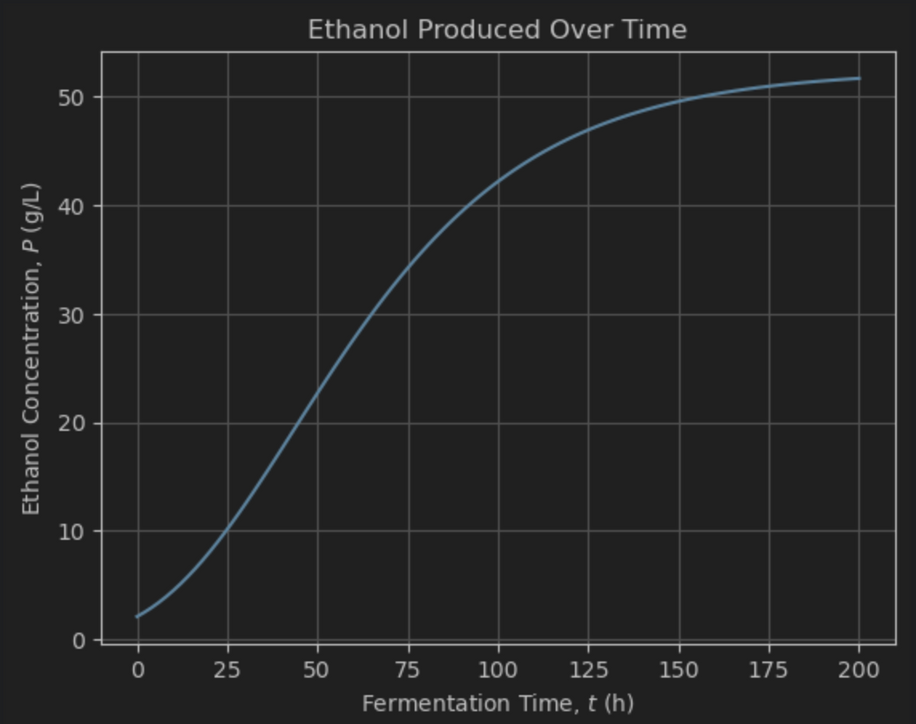 Ethanol Produced Over Time
Ethanol Concentration, P (g/L)
50
40
30
20
10
0
0 25 50 75 100 125 150 175 200
Fermentation Time, t (h)